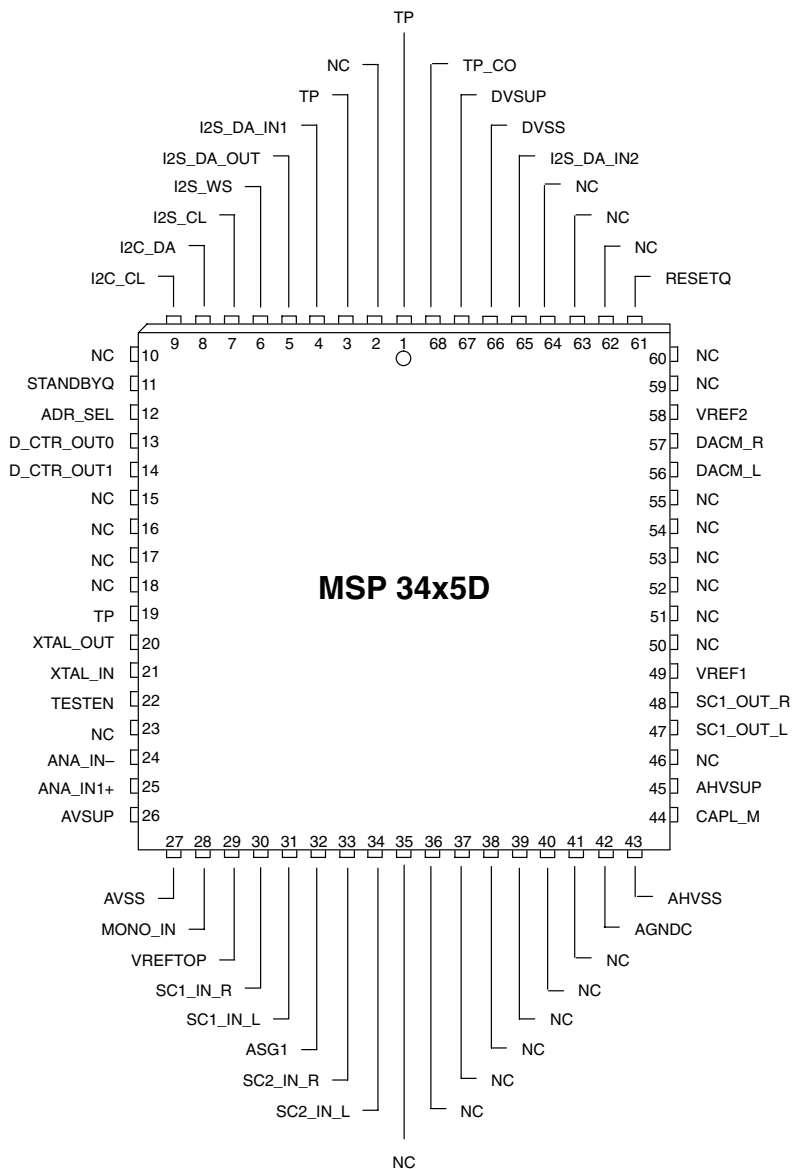 TP
NC
TP_CO
TP
DVSUP
I2S_DA_IN1
DVSS
I2S_DA_OUT
I2S_DA_IN2
I2S_WS
NC
I2S_CL
NC
I2C_DA
NC
I2C_CL
RESETQ
9 8 7 6 5 4 3 2 1 68 67 66 65 64 63 62 61
NC 10 60 NC
STANDBYQ 11 59 NC
ADR_SEL 12 58 VREF2
D_CTR_OUT0 13 57 DACM_R
D_CTR_OUT1 14 56 DACM_L
NC 15 55 NC
NC 16 54 NC
NC 17 53 NC
NC 18 52 NC
MSP 34x5D
TP 19 51 NC
XTAL_OUT 20 50 NC
XTAL_IN 21 49 VREF1
TESTEN 22 48 SC1_OUT_R
NC 23 47 SC1_OUT_L
ANA_IN– 24 46 NC
ANA_IN1+ 25 45 AHVSUP
AVSUP 26 44 CAPL_M
27 28 29 30 31 32 33 34 35 36 37 38 39 40 41 42 43
AVSS
AHVSS
MONO_IN
AGNDC
VREFTOP
NC
SC1_IN_R
NC
SC1_IN_L
NC
ASG1
NC
SC2_IN_R
NC
SC2_IN_L
NC
NC